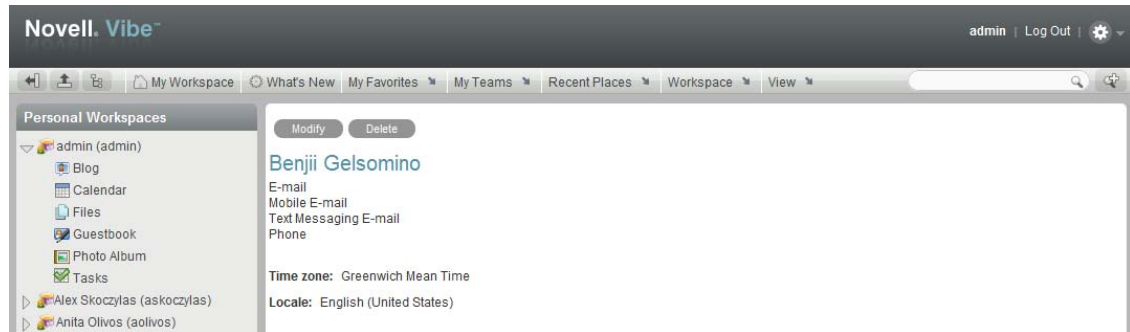 Novell. Vibe™
admin | Log Out |
My Workspace What's New My Favorites My Teams Recent Places Workspace View
Personal Workspaces
admin (admin)
Blog
Calendar
Files
Guestbook
Photo Album
Tasks
Alex Skoczylas (askoczylas)
Anita Olivos (aolivos)
Modify Delete
Benjii Gelsomino
E-mail
Mobile E-mail
Text Messaging E-mail
Phone
Time zone: Greenwich Mean Time
Locale: English (United States)